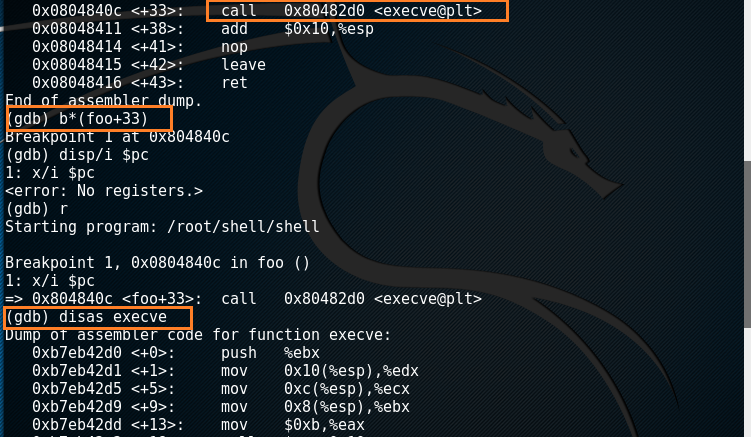 0x0804840c <+33>: call 0x80482d0 <execve@plt>
0x08048411 <+38>: add $0x10,%esp
0x08048414 <+41>: nop
0x08048415 <+42>: leave
0x08048416 <+43>: ret
End of assembler dump.
(gdb) b*(foo+33)
Breakpoint 1 at 0x804840c
(gdb) disp/i $pc
1: x/i $pc
<error: No registers.>
(gdb) r
Starting program: /root/shell/shell
Breakpoint 1, 0x0804840c in foo ()
1: x/i $pc
=> 0x804840c <foo+33>: call 0x80482d0 <execve@plt>
(gdb) disas execve
Dump of assembler code for function execve:
0xb7eb42d0 <+0>: push %ebx
0xb7eb42d1 <+1>: mov 0x10(%esp),%edx
0xb7eb42d5 <+5>: mov 0xc(%esp),%ecx
0xb7eb42d9 <+9>: mov 0x8(%esp),%ebx
0xb7eb42dd <+13>: mov $0xb,%eax